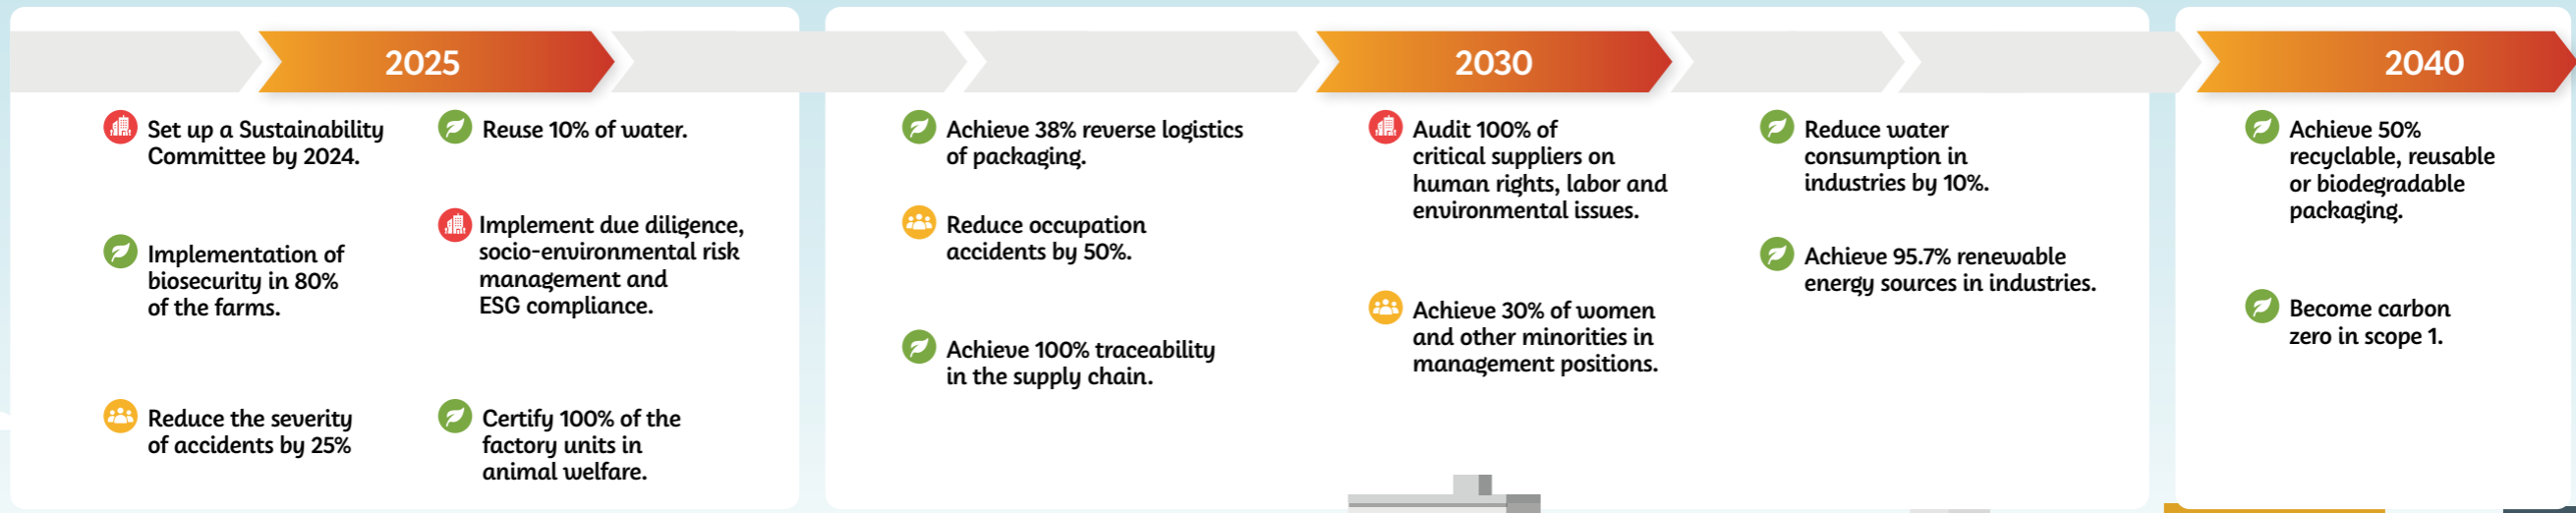 2025
Set up a Sustainability
Committee by 2024.
Implementation of
biosecurity in 80%
of the farms.
Reduce the severity
of accidents by 25%
Reuse 10% of water.
Implement due diligence,
socio-environmental risk
management and
ESG compliance.
Certify 100% of the
factory units in
animal welfare.
2030
Achieve 38% reverse logistics
of packaging.
Reduce occupation
accidents by 50%.
Achieve 100% traceability
in the supply chain.
Audit 100% of
critical suppliers on
human rights, labor and
environmental issues.
Achieve 30% of women
and other minorities in
management positions.
Reduce water
consumption in
industries by 10%.
Achieve 95.7% renewable
energy sources in industries.
2040
Achieve 50%
recyclable, reusable
or biodegradable
packaging.
Become carbon
zero in scope 1.